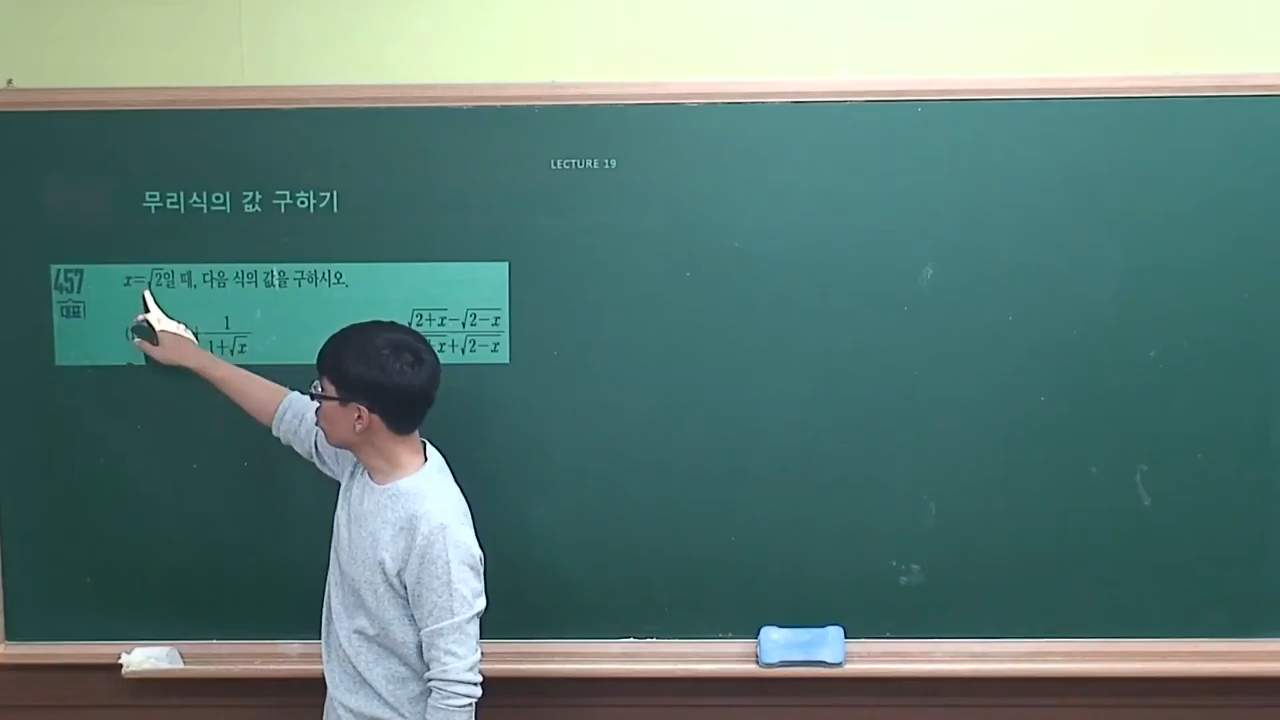 LECTURE 19
무리식의 값 구하기
457 x=√2일 때, 다음 식의 값을 구하시오.
대표
1 √2+x−√2−x
1+√x x+√2−x